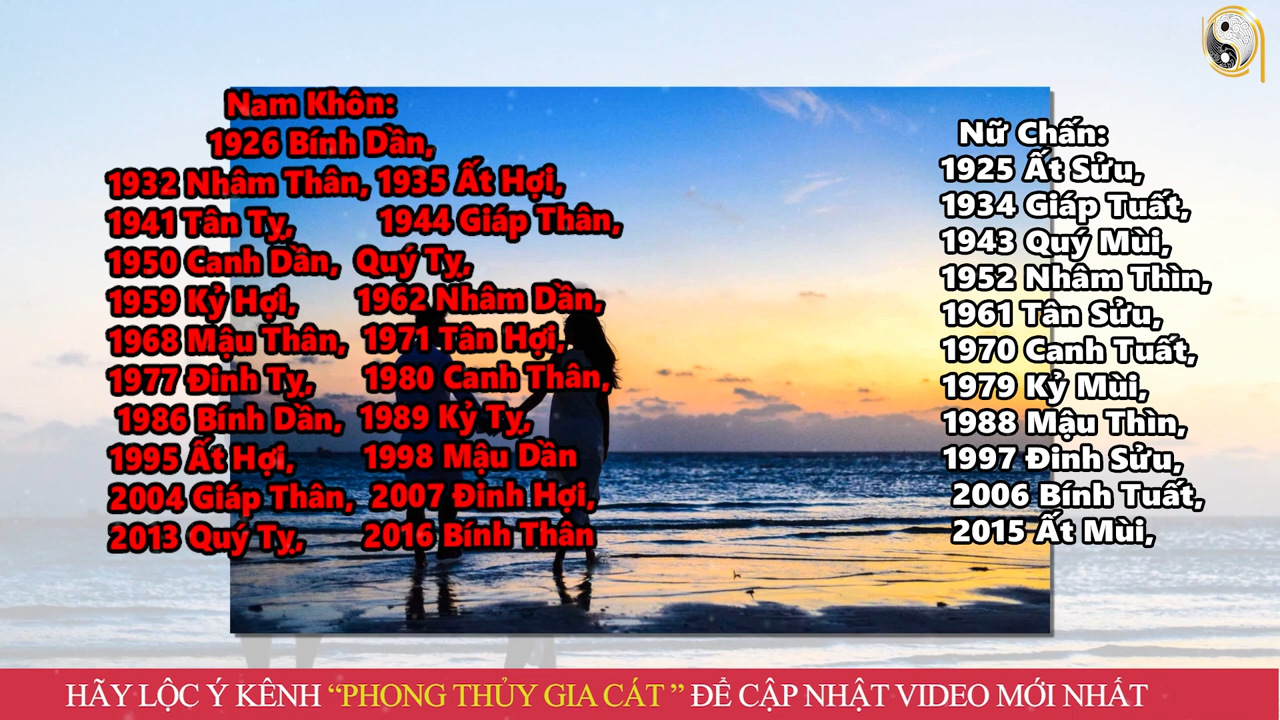 Nam Khôn:
1926 Bính Dần,
1932 Nhâm Thân, 1935 Ất Hợi,
1941 Tân Tỵ, 1944 Giáp Thân,
1950 Canh Dần, Quý Tỵ,
1959 Kỷ Hợi, 1962 Nhâm Dần,
1968 Mậu Thân, 1971 Tân Hợi,
1977 Đinh Tỵ, 1980 Canh Thân,
1986 Bính Dần, 1989 Kỷ Tỵ,
1995 Ất Hợi, 1998 Mậu Dần
2004 Giáp Thân, 2007 Đinh Hợi,
2013 Quý Tỵ, 2016 Bính Thân
Nữ Chấn:
1925 Ất Sửu,
1934 Giáp Tuất,
1943 Quý Mùi,
1952 Nhâm Thìn,
1961 Tân Sửu,
1970 Canh Tuất,
1979 Kỷ Mùi,
1988 Mậu Thìn,
1997 Đinh Sửu,
2006 Bính Tuất,
2015 Ất Mùi,
HÃY LỘC Ý KÊNH “PHONG THỦY GIA CÁT ” ĐỂ CẬP NHẬT VIDEO MỚI NHẤT